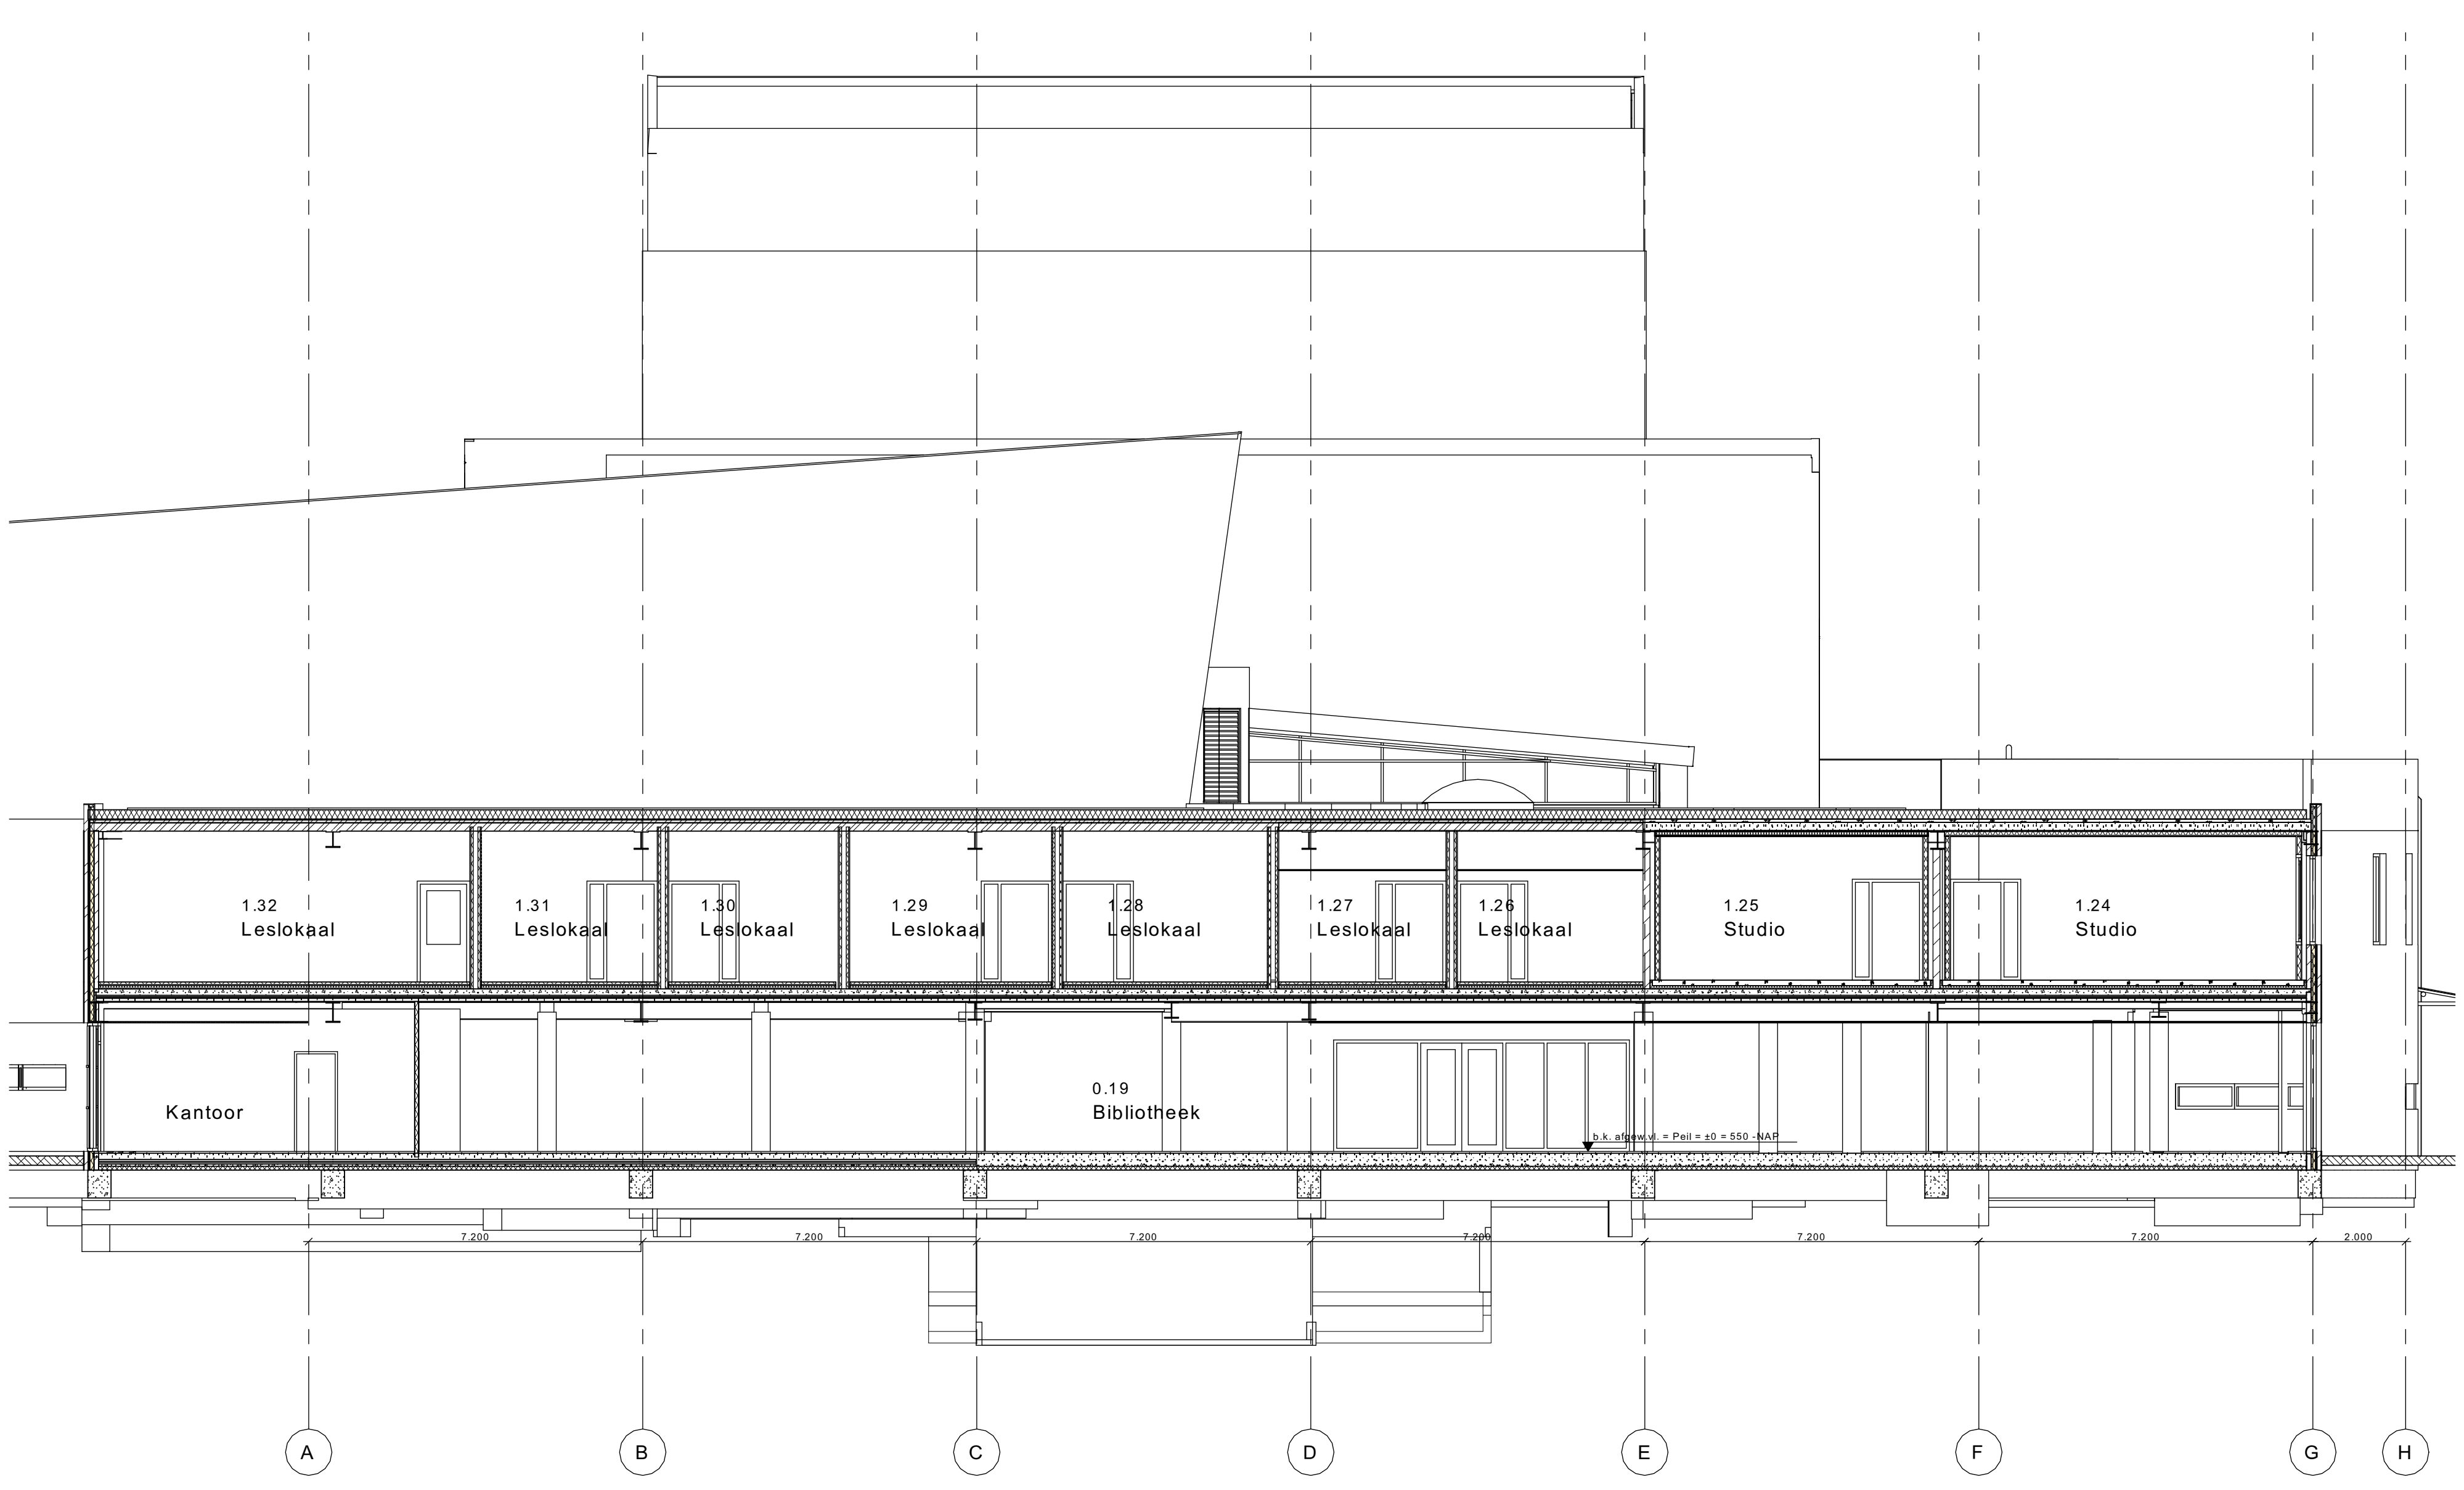 1.32
Leslokaal
1.31
Leslokaal
1.30
Leslokaal
1.29
Leslokaal
1.28
Leslokaal
1.27
Leslokaal
1.26
Leslokaal
1.25
Studio
1.24
Studio
Kantoor
0.19
Bibliotheek
b.k. afgew.vl. = Peil = ±0 = 550 -NAP
7.200
7.200
7.200
7.200
7.200
7.200
2.000
A
B
C
D
E
F
G
H